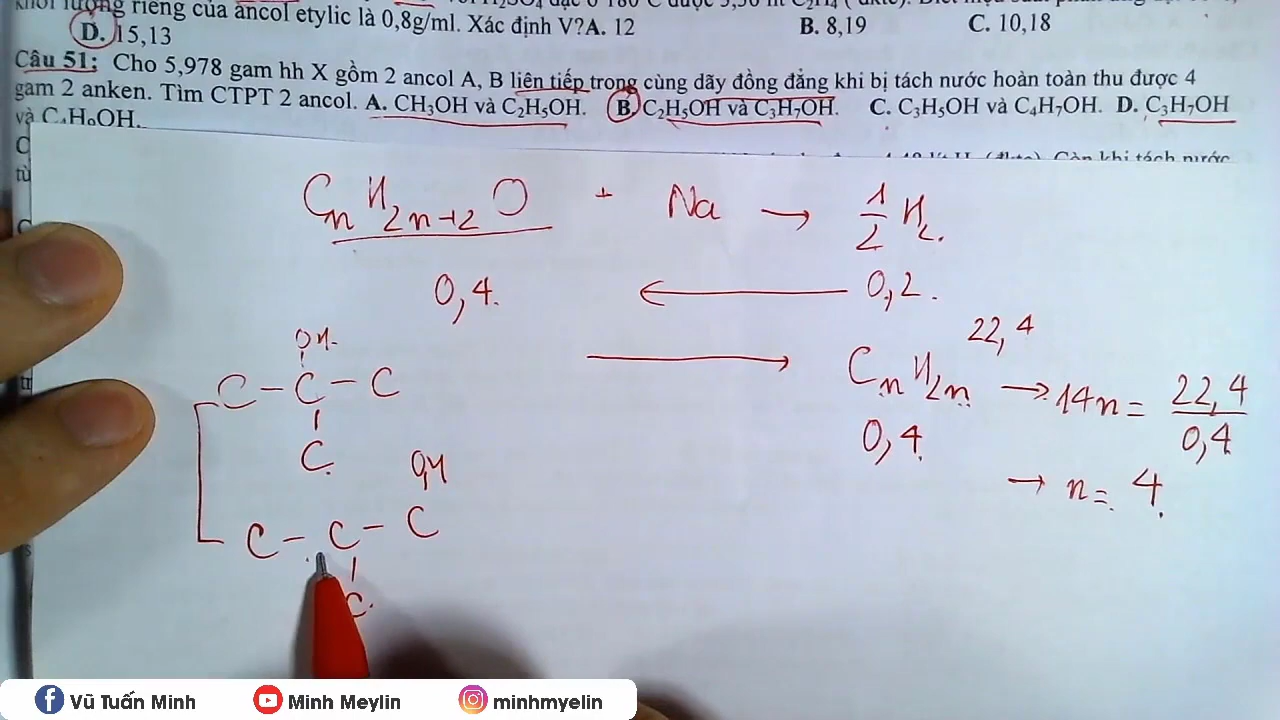 lượng riêng của ancol etylic là 0,8g/ml. Xác định V?A. 12 B. 8,19 C. 10,18
D. 15,13
Câu 51: Cho 5,978 gam hh X gồm 2 ancol A, B liên tiếp trong cùng dãy đồng đẳng khi bị tách nước hoàn toàn thu được 4
gam 2 anken. Tìm CTPT 2 ancol. A. CH₃OH và C₂H₅OH. B. C₂H₅OH và C₃H₇OH. C. C₃H₅OH và C₄H₇OH. D. C₃H₇OH
và C₄H₉OH.
CnH2n+2O + Na → 1/2 H2.
0,4. ← 0,2.
→ CnH2n 22,4 → 14n = 22,4/0,4
0,4.
→ n = 4.
OH
C - C - C
C
OH
C - C - C
C
Vũ Tuấn Minh Minh Meylin minhmyelin